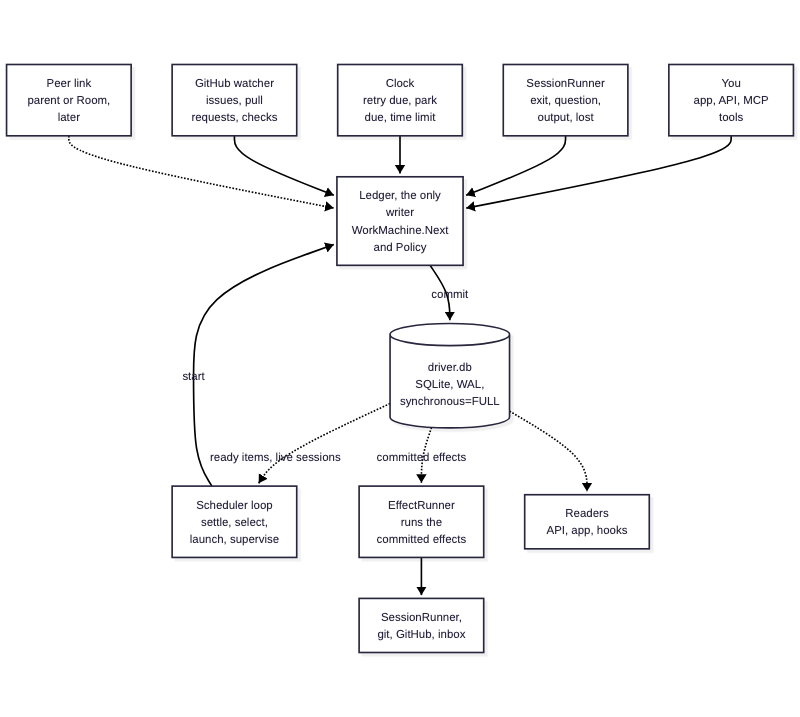 Peer link
parent or Room,
later
GitHub watcher
issues, pull
requests, checks
Clock
retry due, park
due, time limit
SessionRunner
exit, question,
output, lost
You
app, API, MCP
tools
Ledger, the only
writer
WorkMachine.Next
and Policy
commit
driver.db
SQLite, WAL,
synchronous=FULL
start
ready items, live sessions
committed effects
Scheduler loop
settle, select,
launch, supervise
EffectRunner
runs the
committed effects
Readers
API, app, hooks
SessionRunner,
git, GitHub, inbox